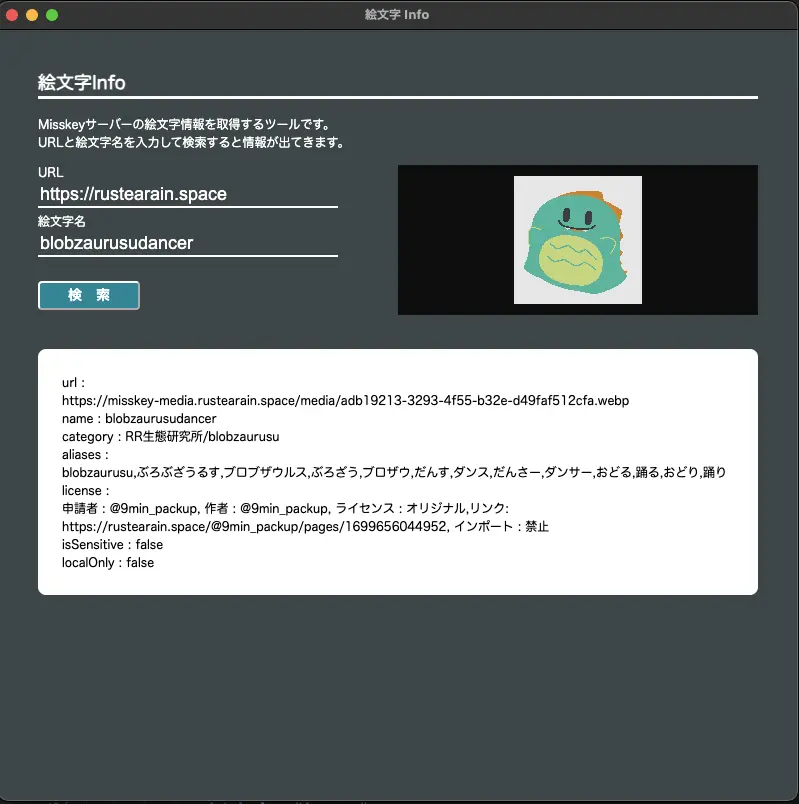 絵文字 Info
絵文字Info
Misskeyサーバーの絵文字情報を取得するツールです。
URLと絵文字名を入力して検索すると情報が出てきます。
URL
https://rustearain.space
絵文字名
blobzaurusudancer
検　索
url :
https://misskey-media.rustearain.space/media/adb19213-3293-4f55-b32e-d49faf512cfa.webp
name : blobzaurusudancer
category : RR生態研究所/blobzaurusu
aliases :
blobzaurusu,ぶろぶざうるす,ブロブザウルス,ぶろざう,ブロザウ,だんす,ダンス,だんさー,ダンサー,おどる,踊る,おどり,踊り
license :
申請者 : @9min_packup, 作者 : @9min_packup, ライセンス : オリジナル,リンク:
https://rustearain.space/@9min_packup/pages/1699656044952, インポート : 禁止
isSensitive : false
localOnly : false